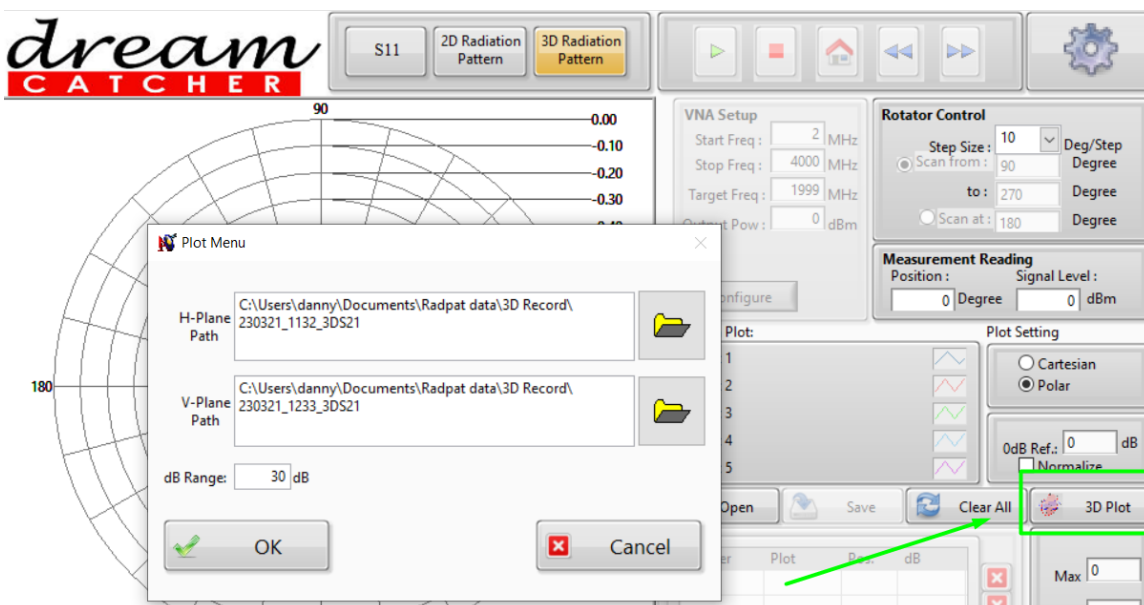 dream
CATCHER
S11
2D Radiation
Pattern
3D Radiation
Pattern
90
0.00
-0.10
-0.20
-0.30
180
VNA Setup
Start Freq : 2 MHz
Stop Freq : 4000 MHz
Target Freq : 1999 MHz
Output Pow : 0 dBm
Rotator Control
Step Size : 10 Deg/Step
Scan from : 90 Degree
to : 270 Degree
Scan at : 180 Degree
Measurement Reading
Position : Signal Level :
0 Degree 0 dBm
Plot Menu
H-Plane
Path
C:\Users\danny\Documents\Radpat data\3D Record\
230321_1132_3DS21
V-Plane
Path
C:\Users\danny\Documents\Radpat data\3D Record\
230321_1233_3DS21
dB Range: 30 dB
OK
Cancel
Plot:
1
2
3
4
5
Plot Setting
Cartesian
Polar
0dB Ref.: 0 dB
Normalize
Open
Save
Clear All
3D Plot
Plot Pos. dB
Max 0